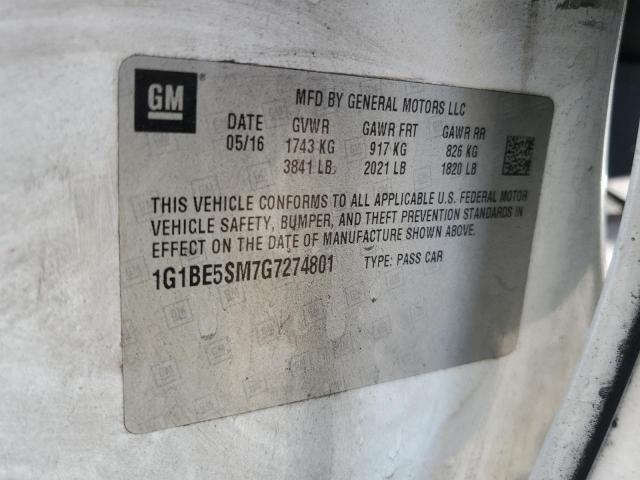 GM
MFD BY GENERAL MOTORS LLC
DATE GVWR GAWR FRT GAWR RR
05/16 1743 KG 917 KG 826 KG
3841 LB 2021 LB 1820 LB
THIS VEHICLE CONFORMS TO ALL APPLICABLE U.S. FEDERAL MOTOR
VEHICLE SAFETY, BUMPER, AND THEFT PREVENTION STANDARDS IN
EFFECT ON THE DATE OF MANUFACTURE SHOWN ABOVE.
1G1BE5SM7G7274801 TYPE: PASS CAR